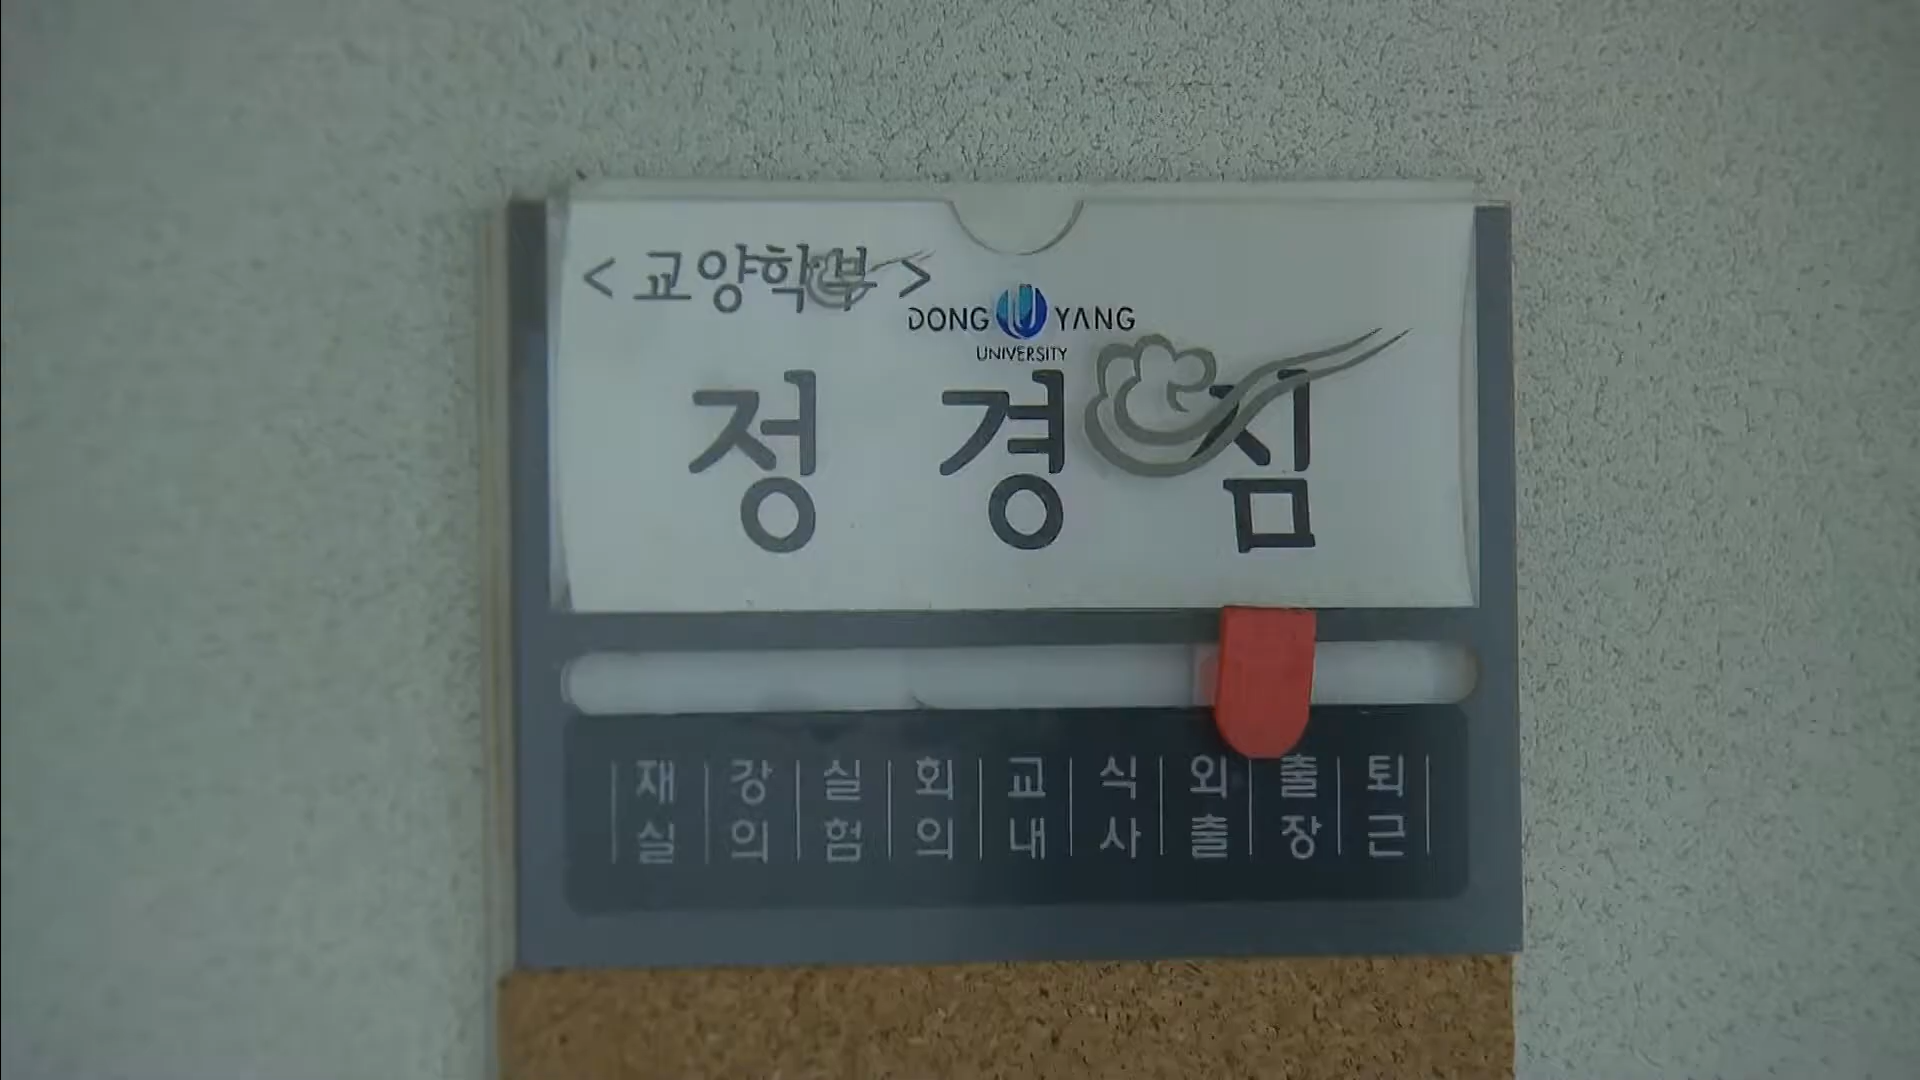 <교양학부>
DONG YANG
UNIVERSITY
정 경 심
재실 강의 실험 회의 교내 식사 외출 출장 퇴근